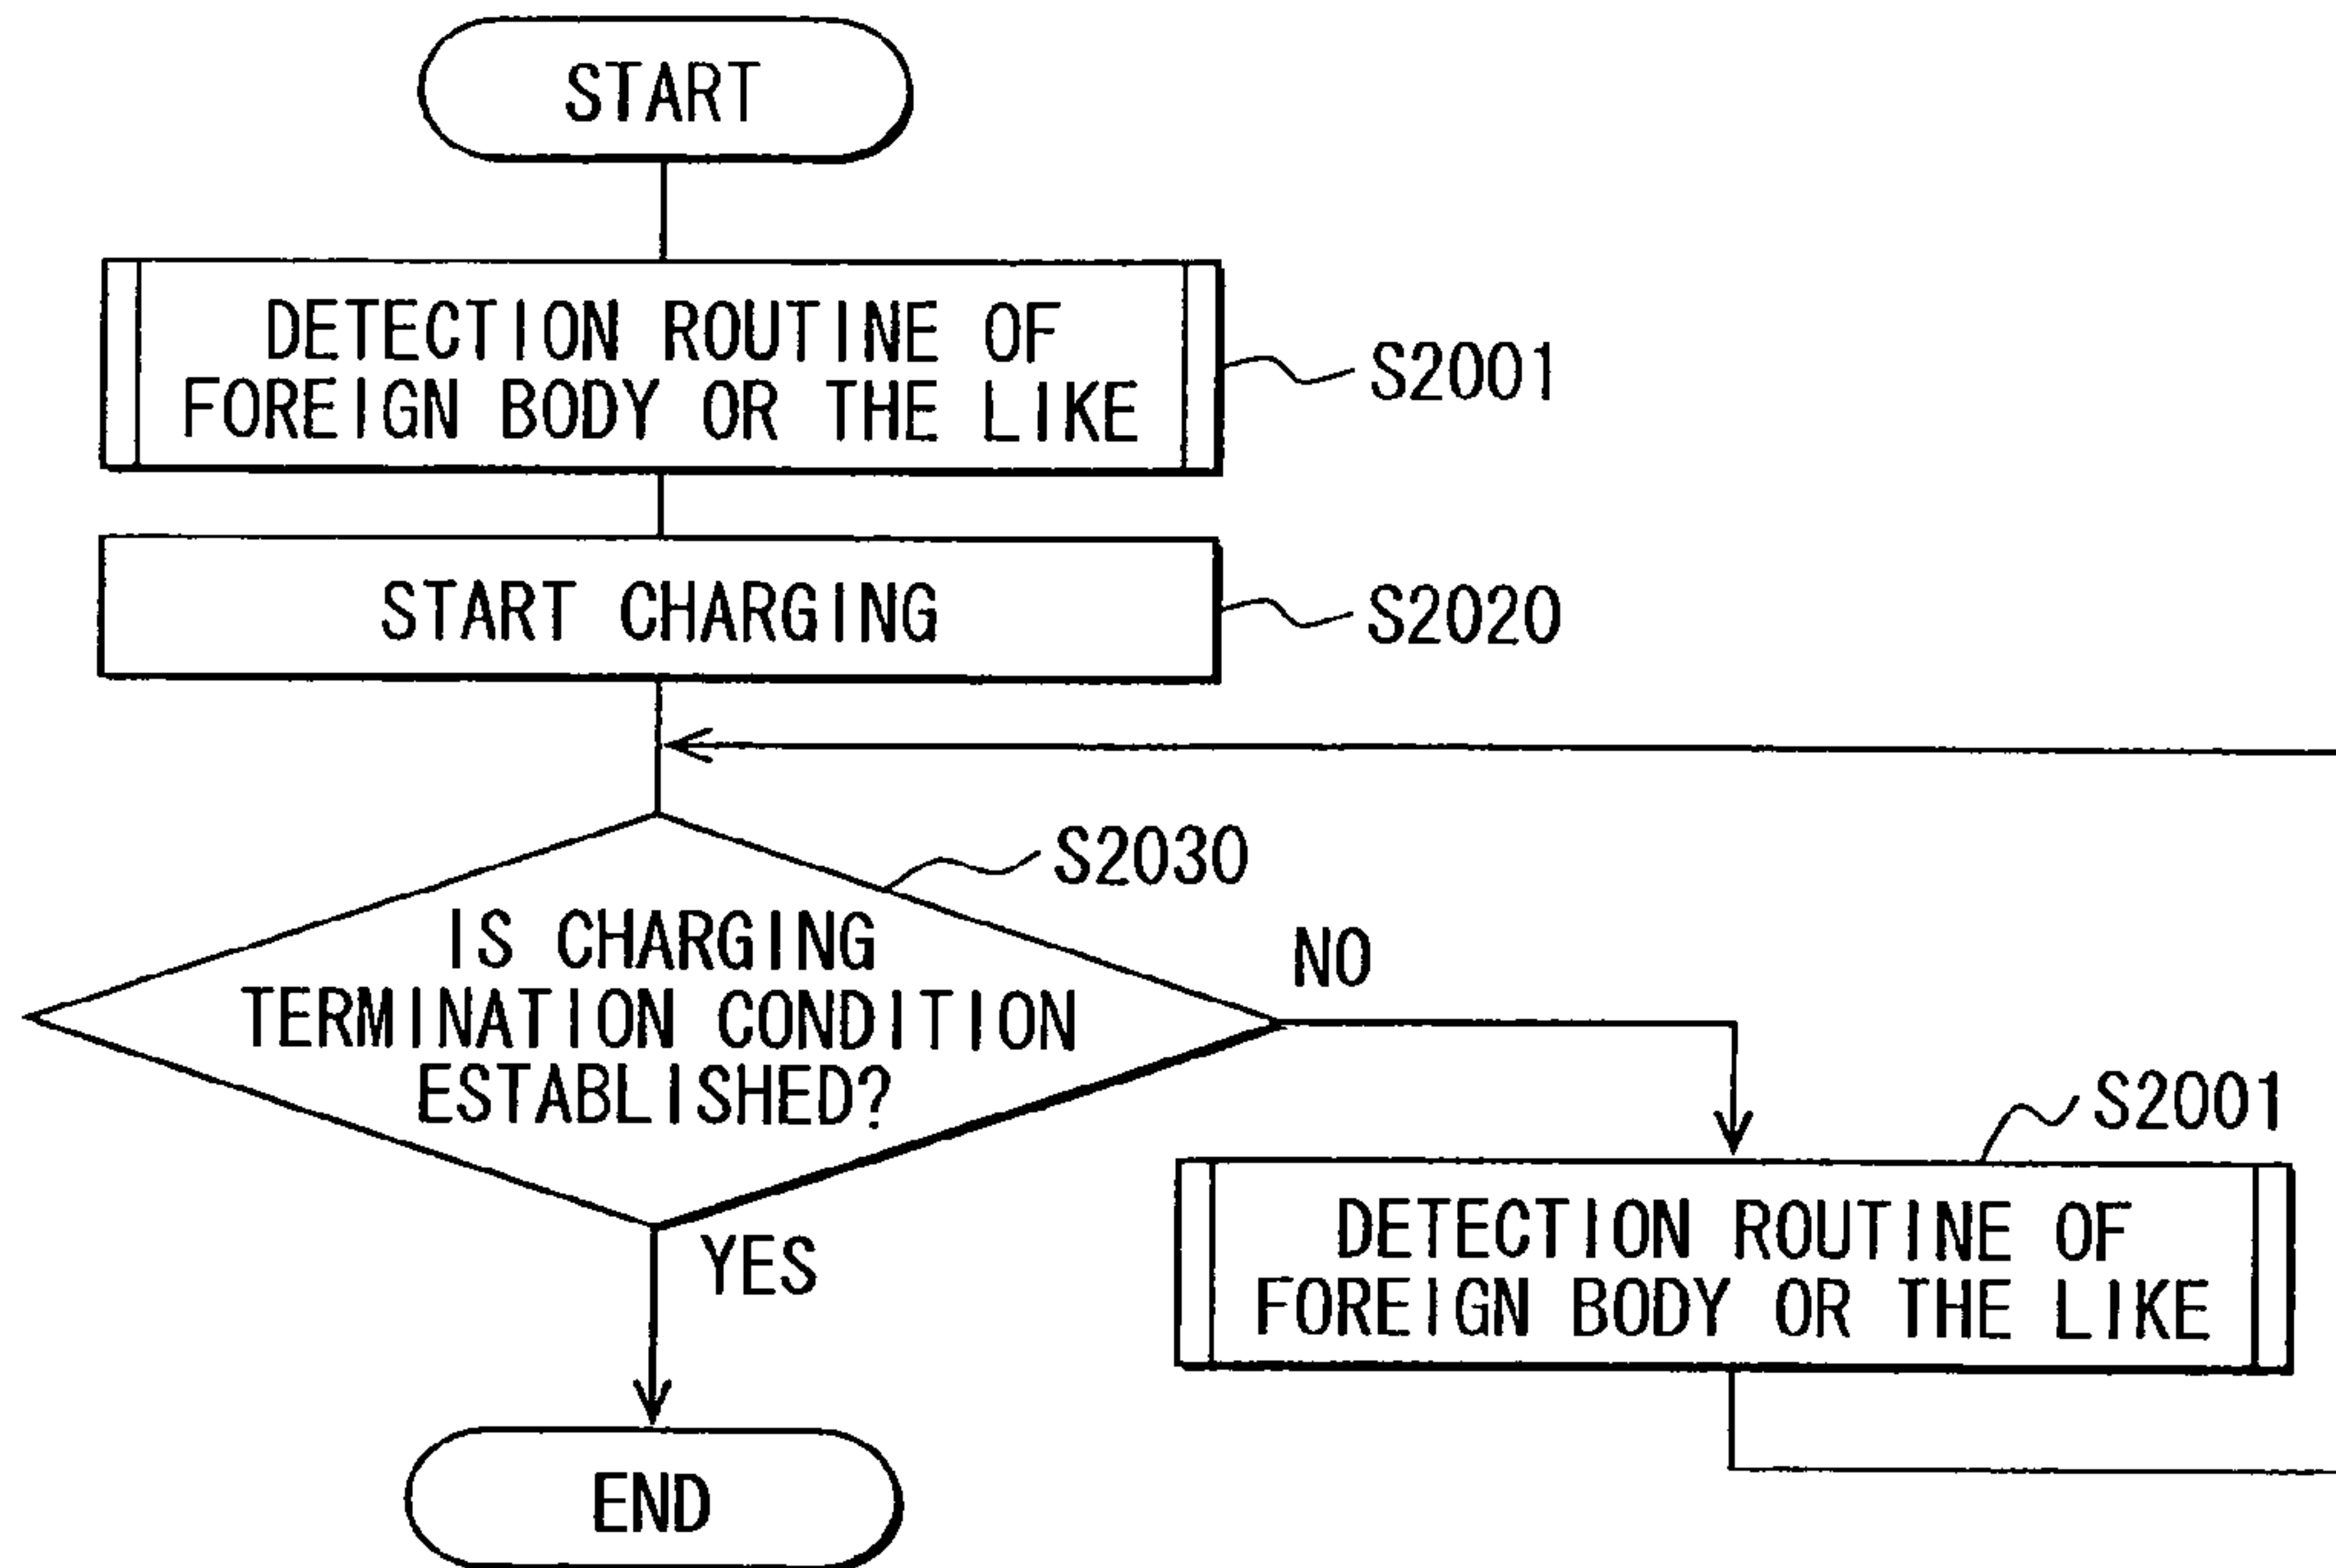 START
DETECTION ROUTINE OF
FOREIGN BODY OR THE LIKE
S2001
START CHARGING
S2020
S2030
IS CHARGING
TERMINATION CONDITION
ESTABLISHED?
NO
YES
S2001
DETECTION ROUTINE OF
FOREIGN BODY OR THE LIKE
END